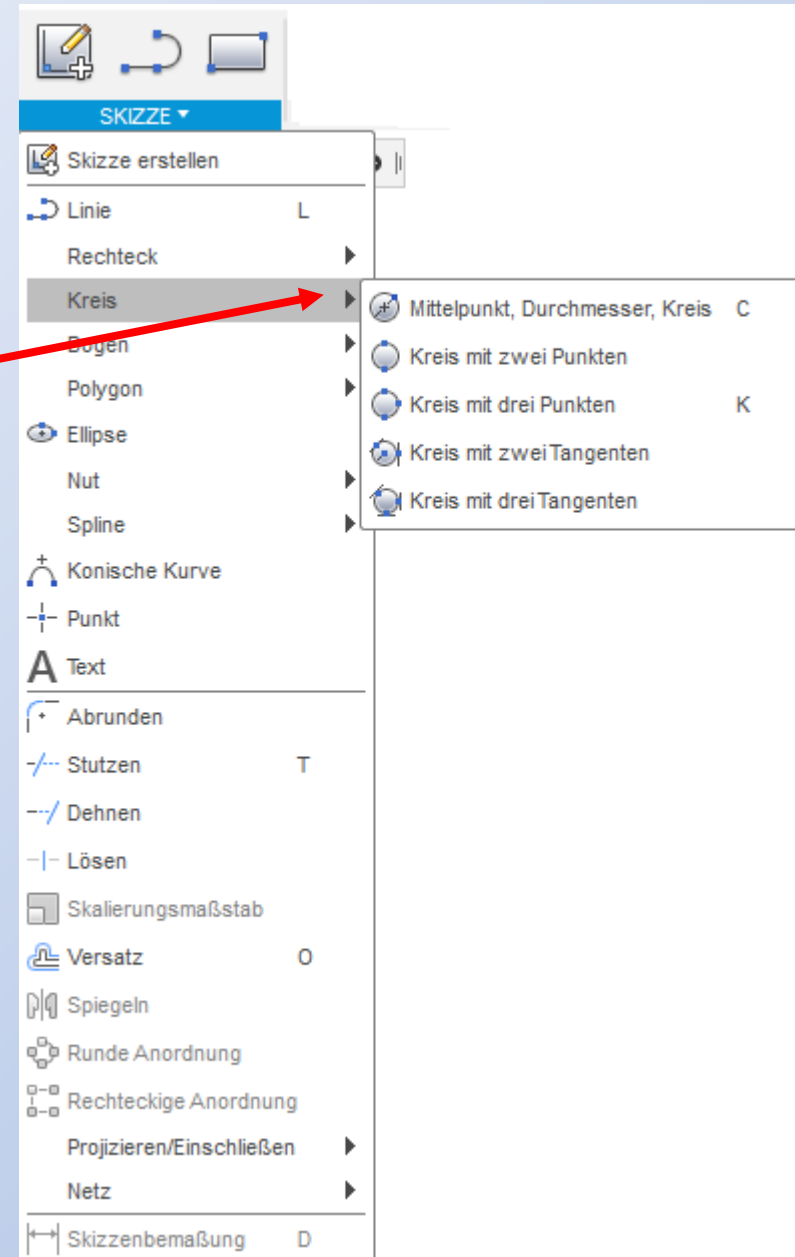 SKIZZE
Skizze erstellen
Linie L
Rechteck
Kreis
Mittelpunkt, Durchmesser, Kreis C
Kreis mit zwei Punkten
Kreis mit drei Punkten K
Kreis mit zwei Tangenten
Kreis mit drei Tangenten
Bogen
Polygon
Ellipse
Nut
Spline
Konische Kurve
Punkt
A Text
Abrunden
Stutzen T
Dehnen
Lösen
Skalierungsmaßstab
Versatz O
Spiegeln
Runde Anordnung
Rechteckige Anordnung
Projizieren/Einschließen
Netz
Skizzenbemaßung D